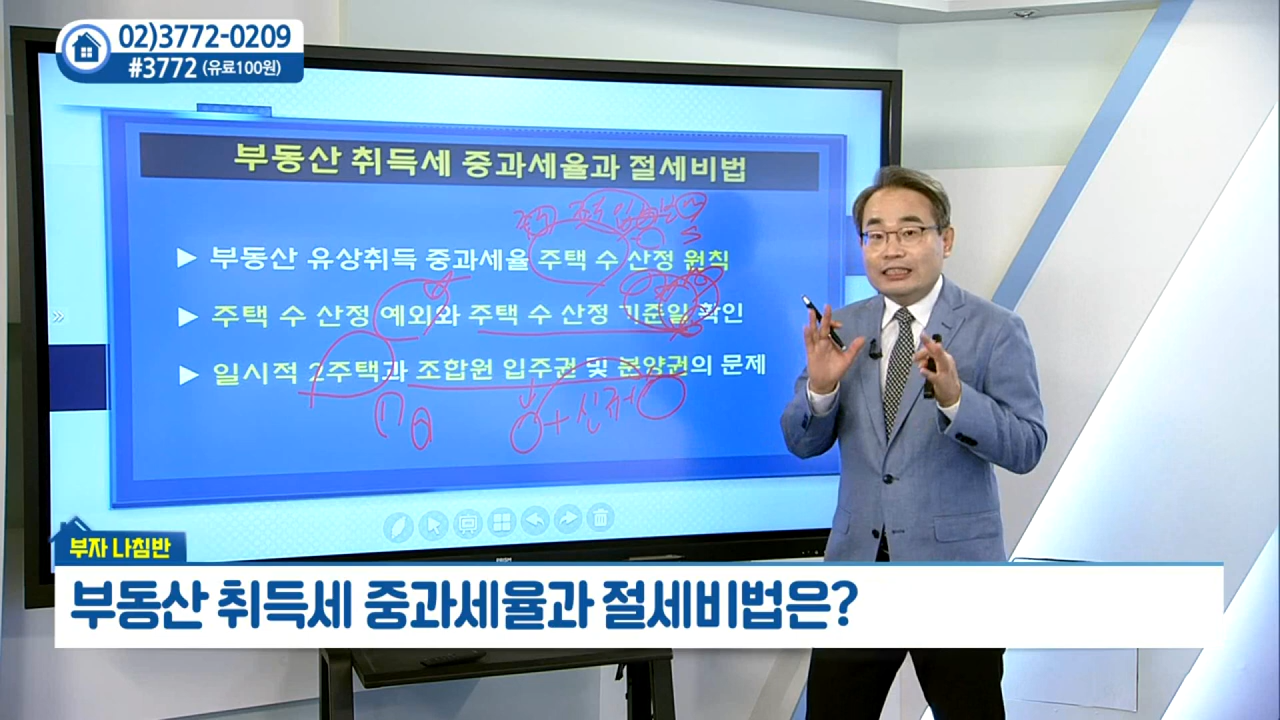 02)3772-0209
#3772 (유료100원)
부동산 취득세 중과세율과 절세비법
▶ 부동산 유상취득 중과세율 주택 수 산정 원칙
▶ 주택 수 산정 예외와 주택 수 산정 기준일 확인
▶ 일시적 2주택과 조합원 입주권 및 분양권의 문제
부자 나침반
부동산 취득세 중과세율과 절세비법은?